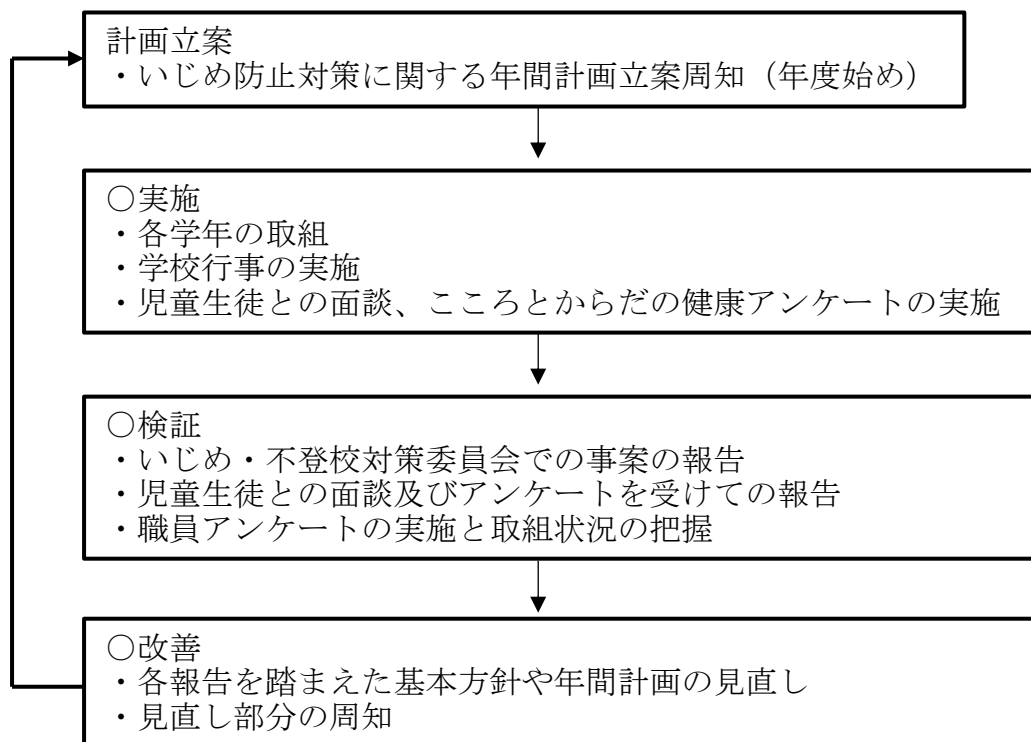 計画立案
・いじめ防止対策に関する年間計画立案周知（年度始め）
○実施
・各学年の取組
・学校行事の実施
・児童生徒との面談、こころとからだの健康アンケートの実施
○検証
・いじめ・不登校対策委員会での事案の報告
・児童生徒との面談及びアンケートを受けての報告
・職員アンケートの実施と取組状況の把握
○改善
・各報告を踏まえた基本方針や年間計画の見直し
・見直し部分の周知